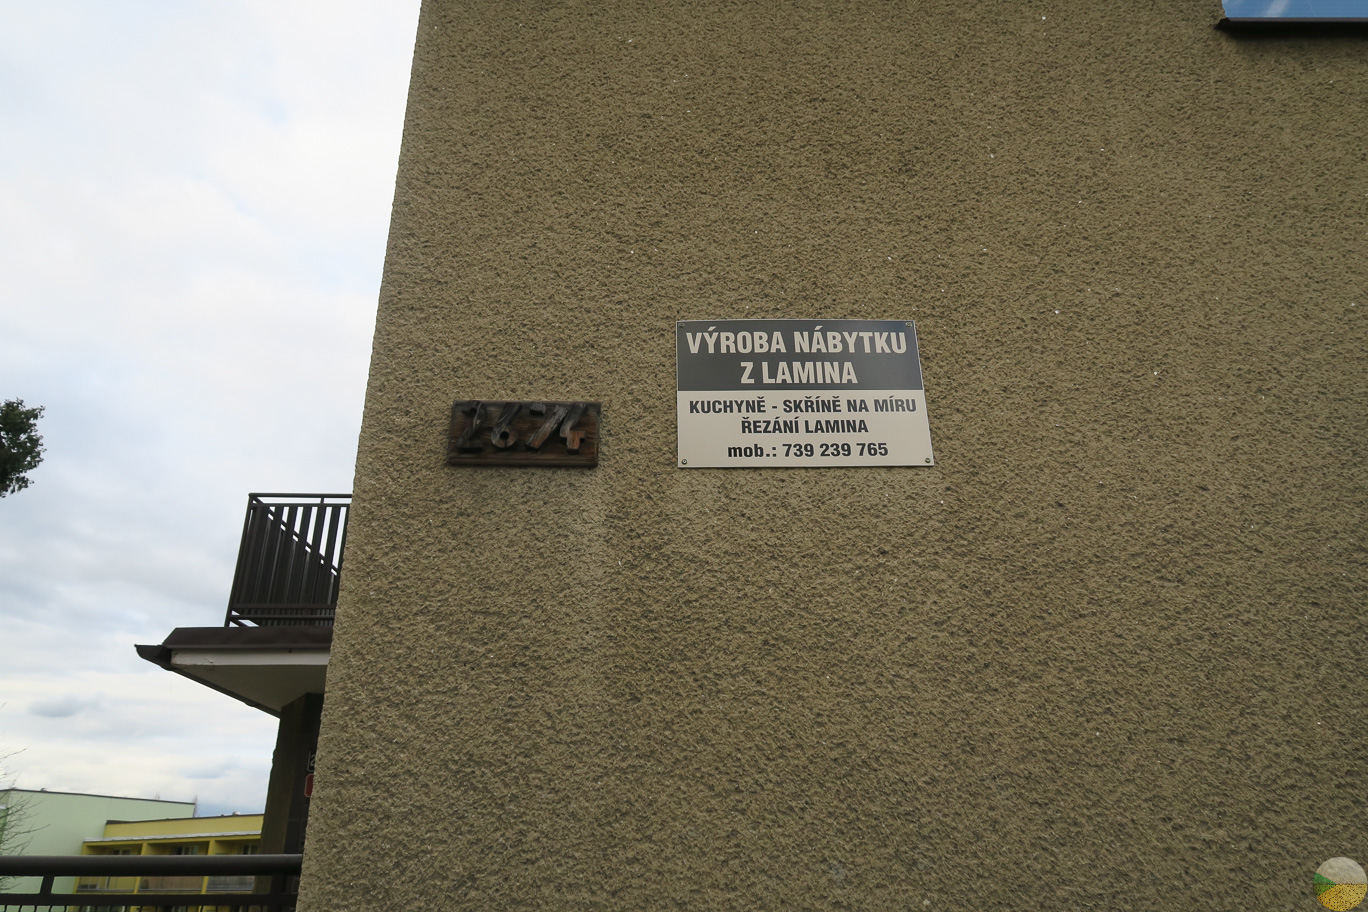 2674
VÝROBA NÁBYTKU
Z LAMINA
KUCHYNĚ - SKŘÍNĚ NA MÍRU
ŘEZÁNÍ LAMINA
mob.: 739 239 765